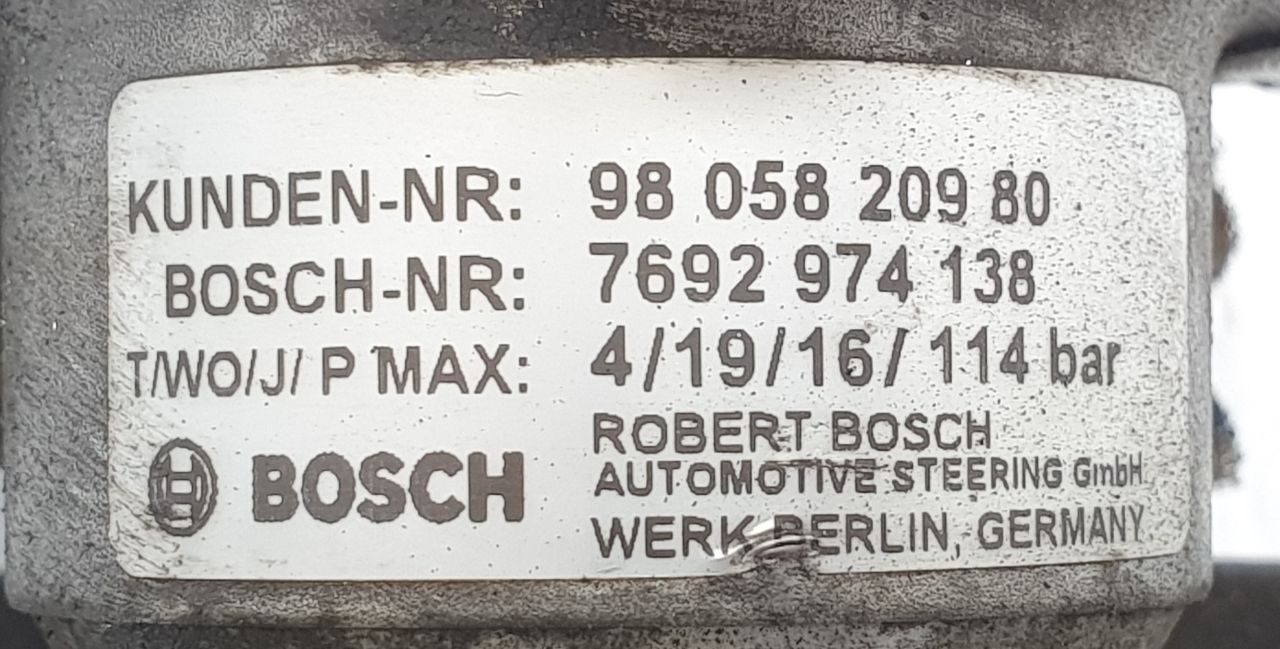 KUNDEN-NR: 98 058 209 80
BOSCH-NR: 7692 974 138
T/WO/J/ P MAX: 4/19/16/ 114 bar
BOSCH
ROBERT BOSCH
AUTOMOTIVE STEERING GmbH
WERK BERLIN, GERMANY